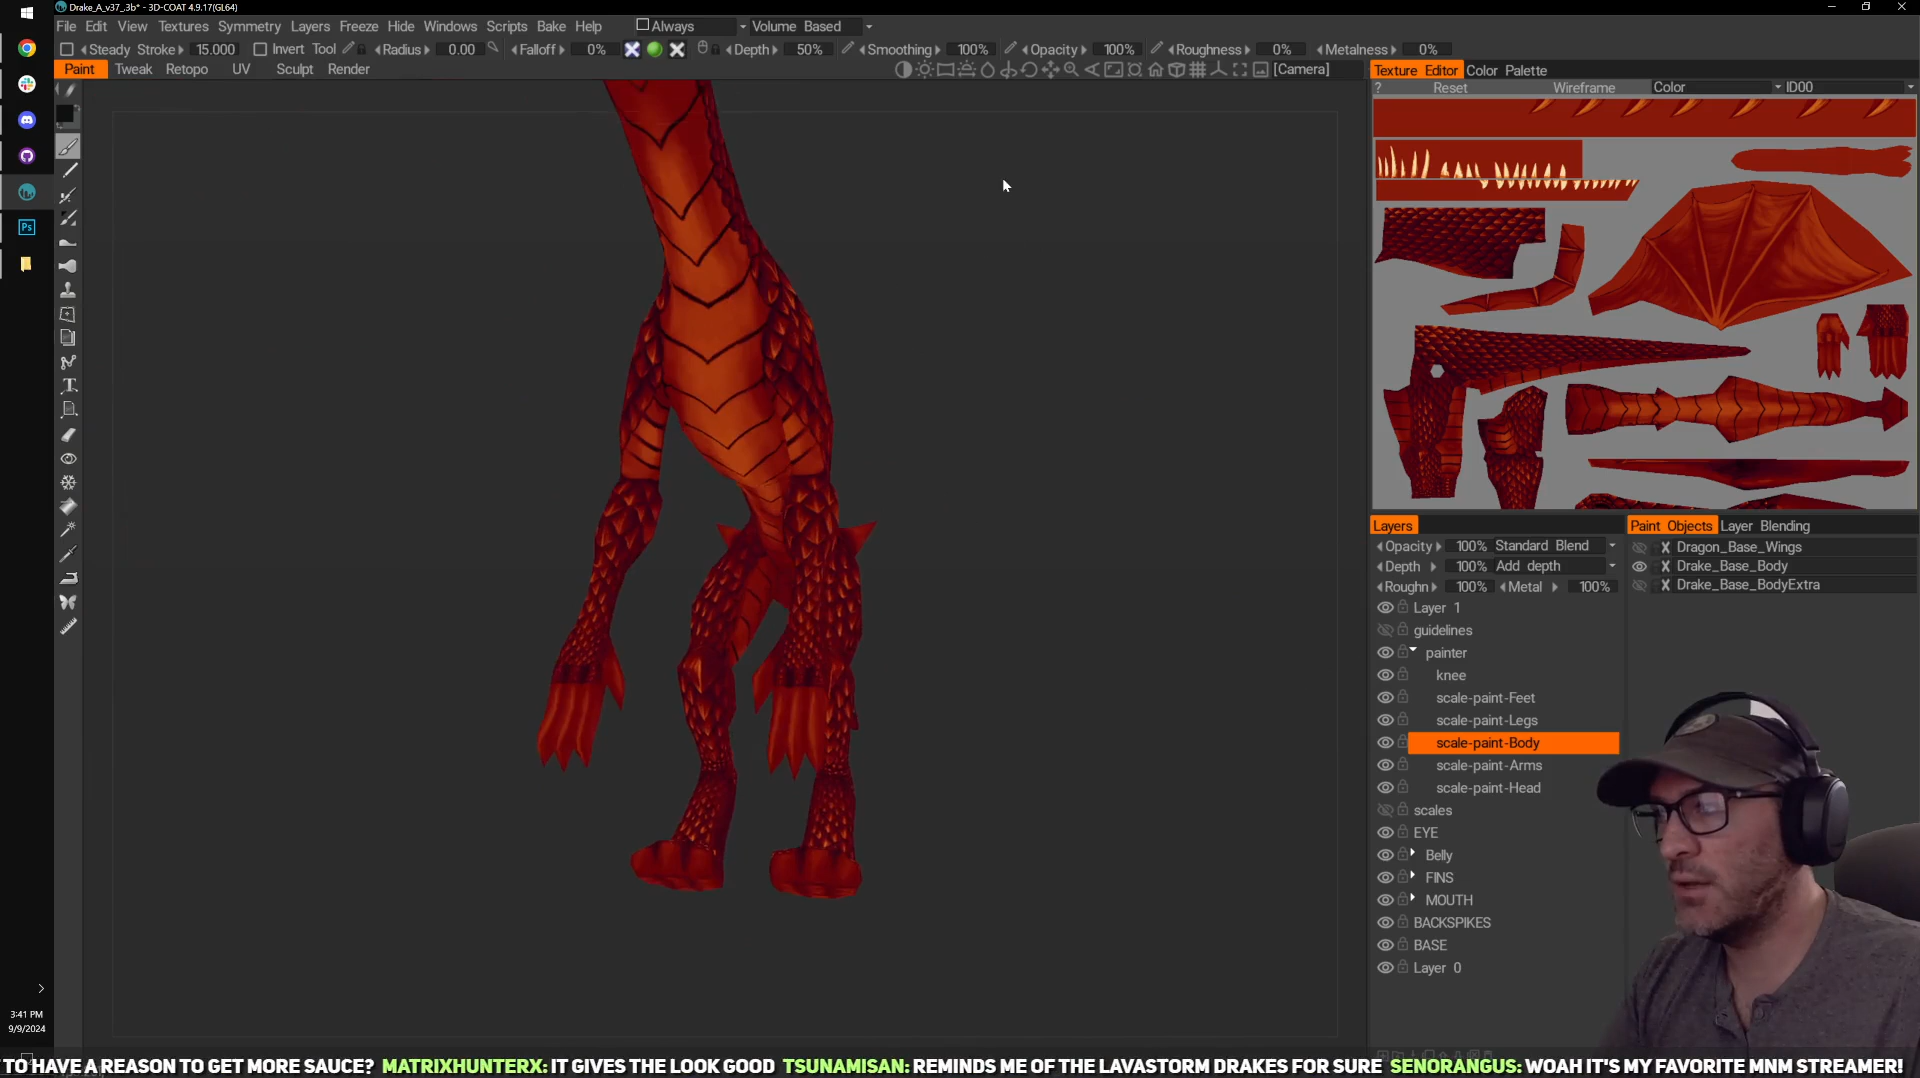 Drake_A_v37_.3b* - 3D-COAT 4.9.17(GL64)
File Edit View Textures Symmetry Layers Freeze Hide Windows Scripts Bake Help Always Volume Based
Steady Stroke 15.000 Invert Tool Radius 0.00 Falloff 0% Depth 50% Smoothing 100% Opacity 100% Roughness 0% Metalness 0%
Paint Tweak Retopo UV Sculpt Render [Camera]
Texture Editor Color Palette
? Reset Wireframe Color ID00
Layers
Opacity 100% Standard Blend
Depth 100% Add depth
Roughn 100% Metal 100%
Layer 1
guidelines
painter
knee
scale-paint-Feet
scale-paint-Legs
scale-paint-Body
scale-paint-Arms
scale-paint-Head
scales
EYE
Belly
FINS
MOUTH
BACKSPIKES
BASE
Layer 0
Paint Objects Layer Blending
Dragon_Base_Wings
Drake_Base_Body
Drake_Base_BodyExtra
Ps
3:41 PM
9/9/2024
TO HAVE A REASON TO GET MORE SAUCE? MATRIXHUNTERX: IT GIVES THE LOOK GOOD TSUNAMISAN: REMINDS ME OF THE LAVASTORM DRAKES FOR SURE SENORANGUS: WOAH IT'S MY FAVORITE MNM STREAMER!